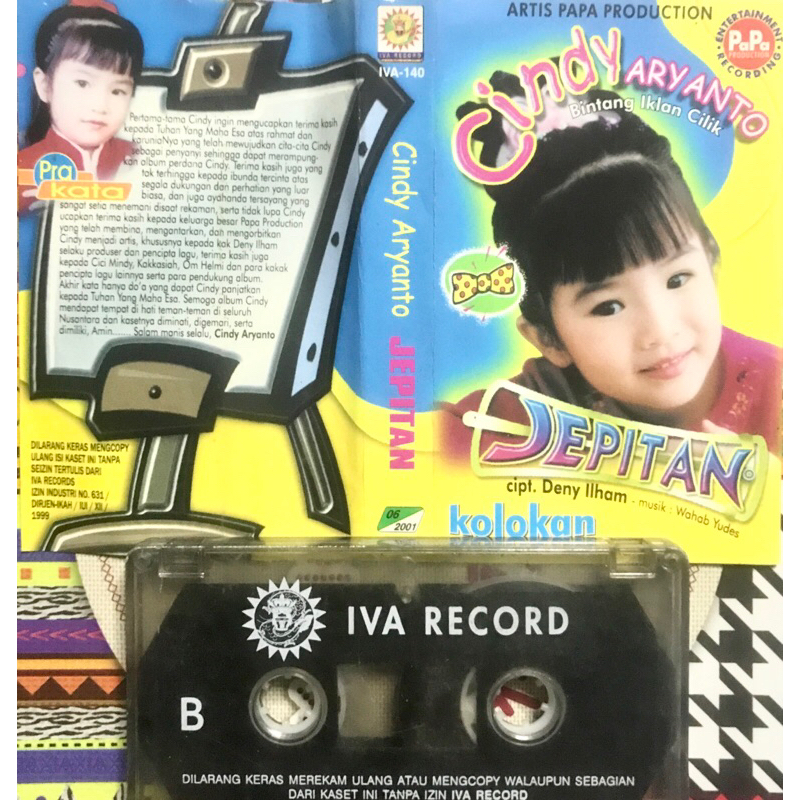 Pra
kata
Pertama-tama Cindy ingin mengucapkan terima kasih
kepada Tuhan Yang Maha Esa atas rahmat dan
karuniaNya yang telah mewujudkan cita-cita Cindy
sebagai penyanyi sehingga dapat merampung-
kan album perdana Cindy. Terima kasih juga yang
tak terhingga kepada ibunda tercinta atas
segala dukungan dan perhatian yang luar
biasa, dan juga ayahanda tersayang yang
sangat setia menemani disaat rekaman, serta tidak lupa Cindy
ucapkan terima kasih kepada keluarga besar Papa Production
yang telah membina, mengantarkan, dan mengorbitkan
Cindy menjadi artis, khususnya kepada kak Deny Ilham
selaku produser dan pencipta lagu, terima kasih juga
kepada Cici Mindy, Kakkasiah, Om Helmi dan para kakak
pencipta lagu lainnya serta para pendukung album.
Akhir kata hanya do'a yang dapat Cindy panjatkan
kepada Tuhan Yang Maha Esa. Semoga album Cindy
mendapat tempat di hati teman-teman di seluruh
Nusantara dan kasetnya diminati, digemari, serta
dimiliki, Amin....... Salam manis selalu, Cindy Aryanto
DILARANG KERAS MENGCOPY
ULANG ISI KASET INI TANPA
SEIZIN TERTULIS DARI
IVA RECORDS
IZIN INDUSTRI NO. 631 /
DIRJEN-IKAH / IUI / XII /
1999
IVA RECORD
IVA-140
Cindy Aryanto JEPITAN
06
2001
ARTIS PAPA PRODUCTION
ENTERTAINMENT
PaPa
PRODUCTION
RECORDING
Cindy ARYANTO
Bintang Iklan Cilik
JEPITAN
cipt. Deny Ilham - musik : Wahab Yudes
kolokan
IVA RECORD
B
DILARANG KERAS MEREKAM ULANG ATAU MENGCOPY WALAUPUN SEBAGIAN
DARI KASET INI TANPA IZIN IVA RECORD